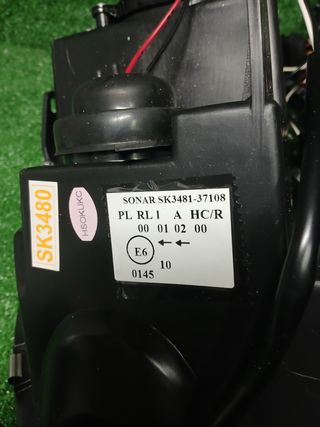 SONAR SK3481-37108
PL RL 1 A HC/R
00 01 02 00
E6 ←←
10
0145
SK3480
HSOKUKC